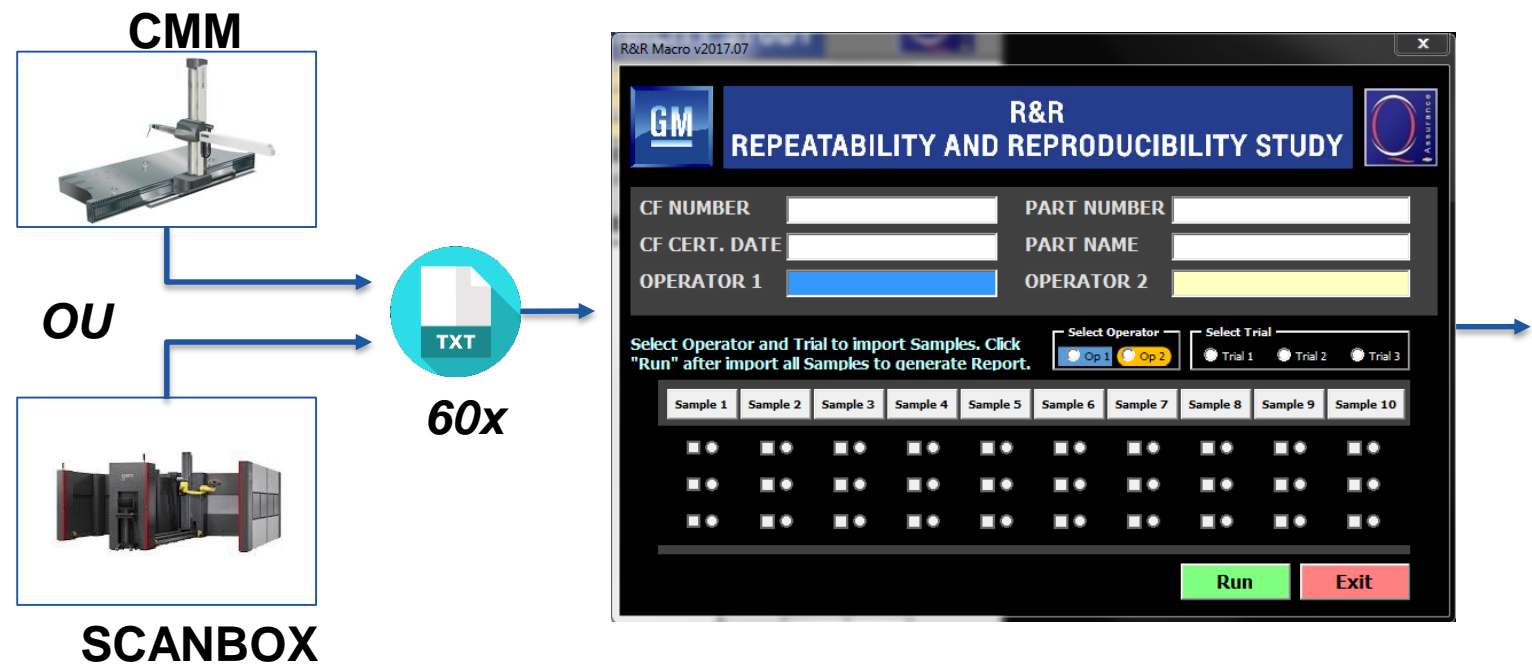 CMM
OU
SCANBOX
TXT
60x
R&R Macro v2017.07
x
GM
R&R
REPEATABILITY AND REPRODUCIBILITY STUDY
Q Assurance
CF NUMBER
PART NUMBER
CF CERT. DATE
PART NAME
OPERATOR 1
OPERATOR 2
Select Operator and Trial to import Samples. Click
"Run" after import all Samples to generate Report.
Select Operator
Op 1 Op 2
Select Trial
Trial 1 Trial 2 Trial 3
Sample 1 Sample 2 Sample 3 Sample 4 Sample 5 Sample 6 Sample 7 Sample 8 Sample 9 Sample 10
Run Exit